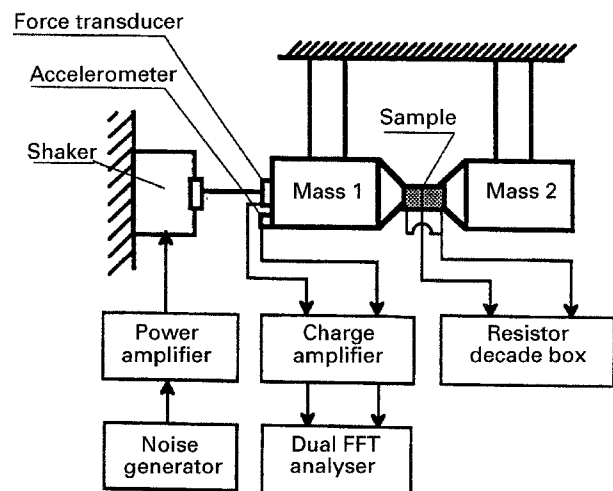 Force transducer
Accelerometer
Sample
Shaker
Mass 1
Mass 2
Power
amplifier
Charge
amplifier
Resistor
decade box
Noise
generator
Dual FFT
analyser